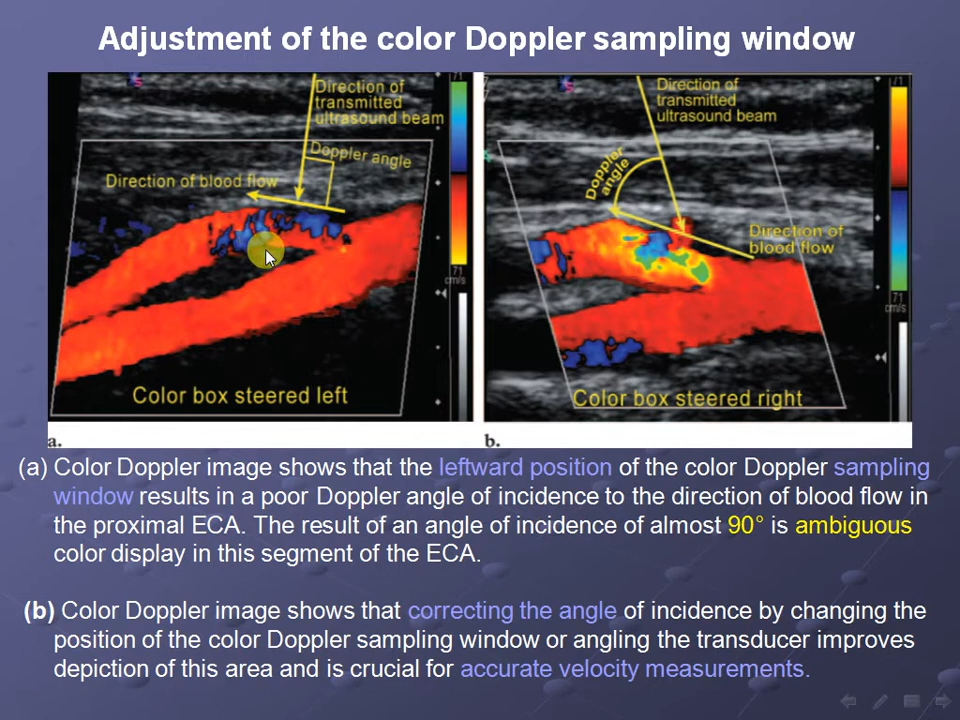 Adjustment of the color Doppler sampling window
71
Direction of
transmitted
ultrasound beam
Doppler angle
Direction of blood flow
71
cm/s
Color box steered left
a.
71
Direction of
transmitted
ultrasound beam
Doppler
angle
Direction of
blood flow
71
cm/s
Color box steered right
b.
(a) Color Doppler image shows that the leftward position of the color Doppler sampling
window results in a poor Doppler angle of incidence to the direction of blood flow in
the proximal ECA. The result of an angle of incidence of almost 90° is ambiguous
color display in this segment of the ECA.
(b) Color Doppler image shows that correcting the angle of incidence by changing the
position of the color Doppler sampling window or angling the transducer improves
depiction of this area and is crucial for accurate velocity measurements.